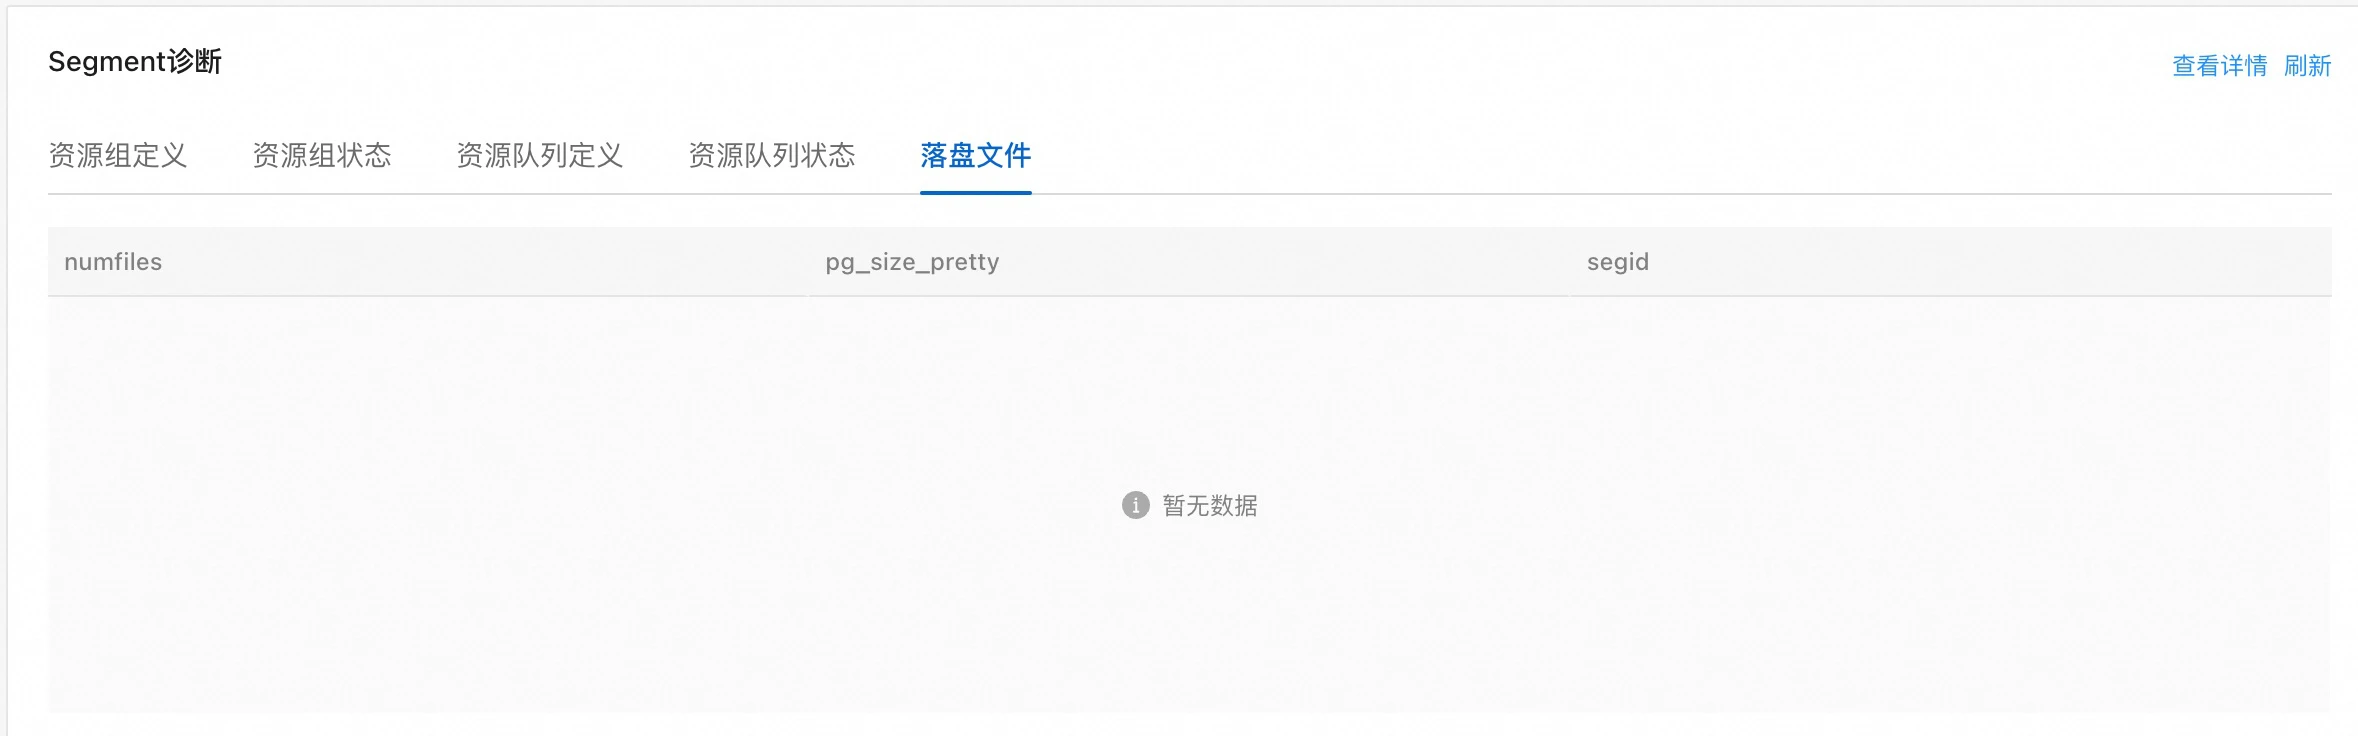 Segment诊断
查看详情 刷新
资源组定义 资源组状态 资源队列定义 资源队列状态 落盘文件
numfiles pg_size_pretty segid
暂无数据